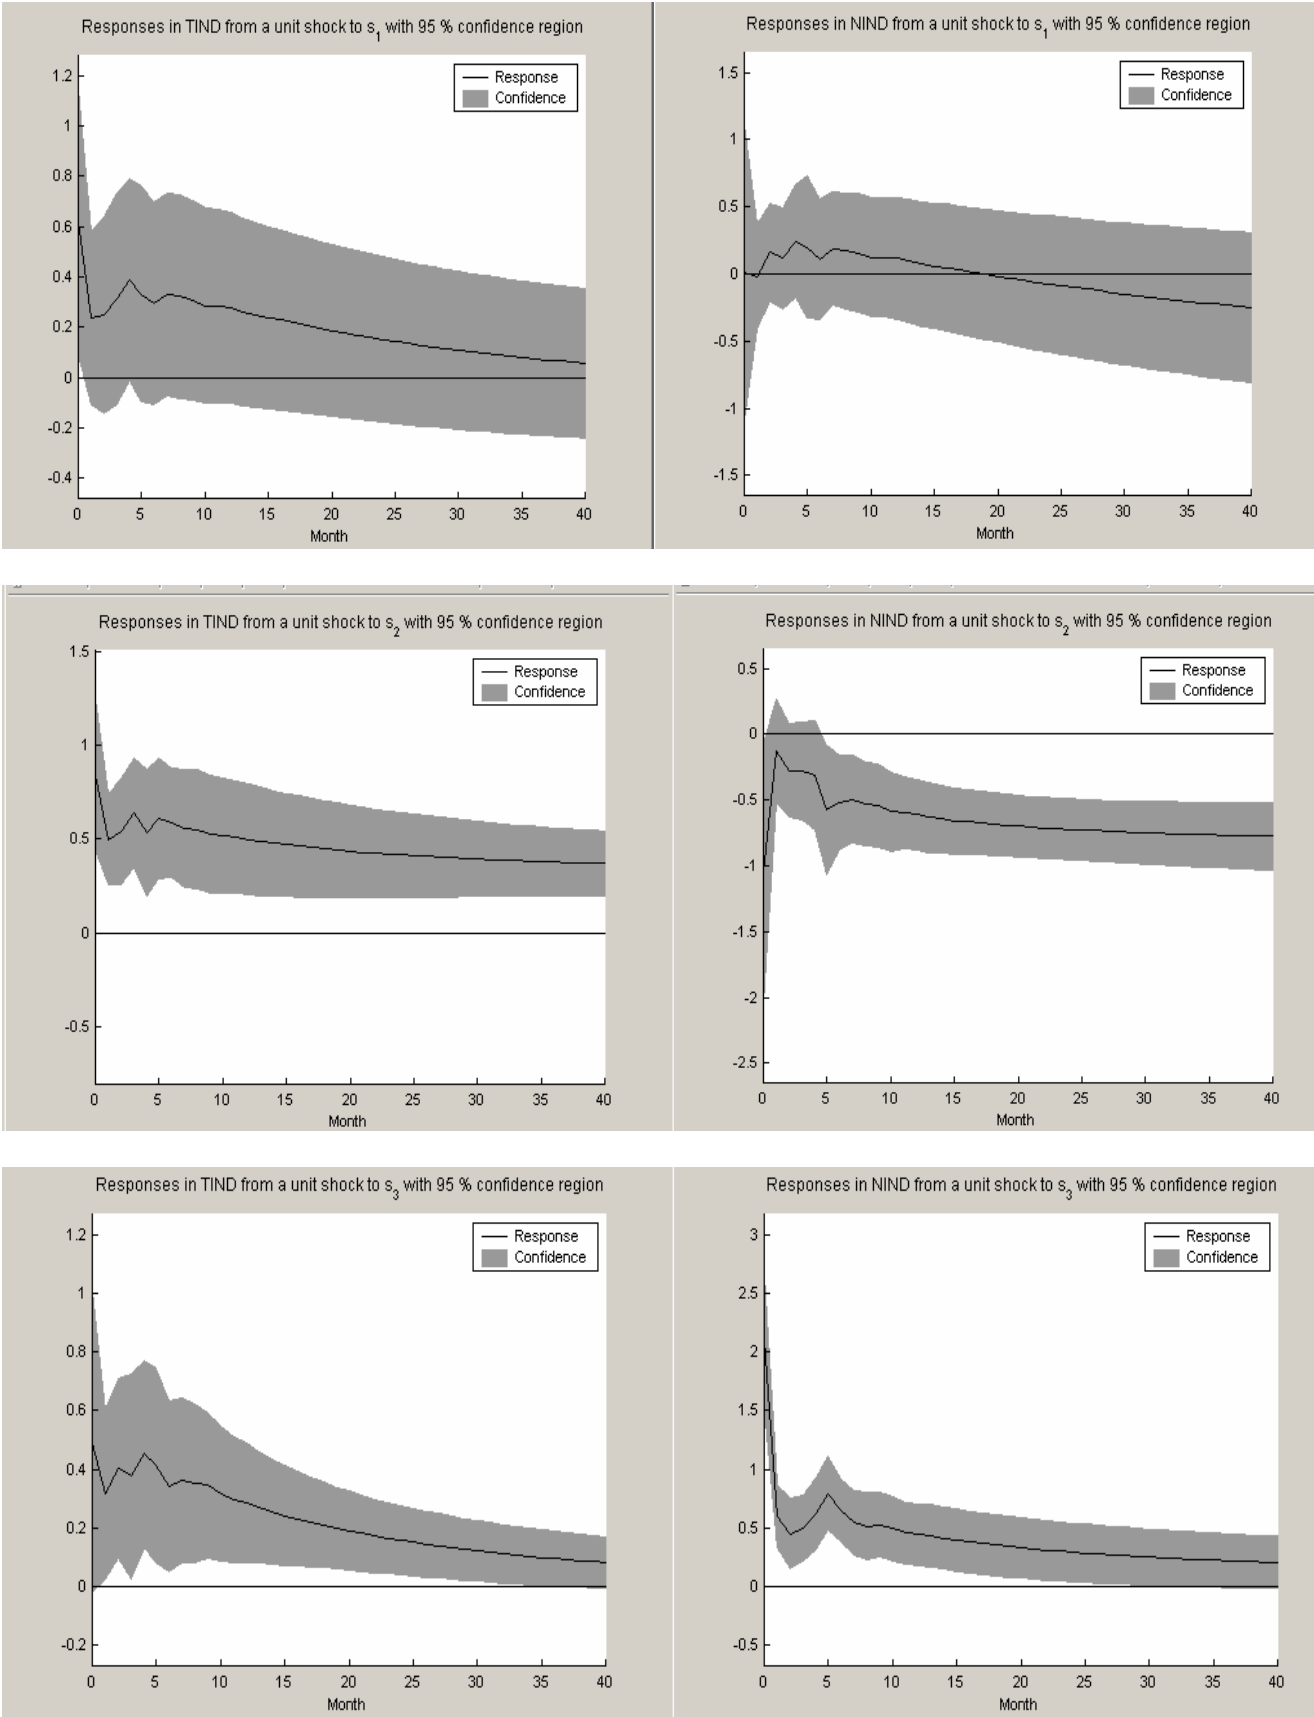 Responses in TIND from a unit shock to s1 with 95 % confidence region
Response
Confidence
1.2
1
0.8
0.6
0.4
0.2
0
-0.2
-0.4
0 5 10 15 20 25 30 35 40
Month
Responses in NIND from a unit shock to s1 with 95 % confidence region
Response
Confidence
1.5
1
0.5
0
-0.5
-1
-1.5
0 5 10 15 20 25 30 35 40
Month
Responses in TIND from a unit shock to s2 with 95 % confidence region
Response
Confidence
1.5
1
0.5
0
-0.5
0 5 10 15 20 25 30 35 40
Month
Responses in NIND from a unit shock to s2 with 95 % confidence region
Response
Confidence
0.5
0
-0.5
-1
-1.5
-2
-2.5
0 5 10 15 20 25 30 35 40
Month
Responses in TIND from a unit shock to s3 with 95 % confidence region
Response
Confidence
1.2
1
0.8
0.6
0.4
0.2
0
-0.2
0 5 10 15 20 25 30 35 40
Month
Responses in NIND from a unit shock to s3 with 95 % confidence region
Response
Confidence
3
2.5
2
1.5
1
0.5
0
-0.5
0 5 10 15 20 25 30 35 40
Month